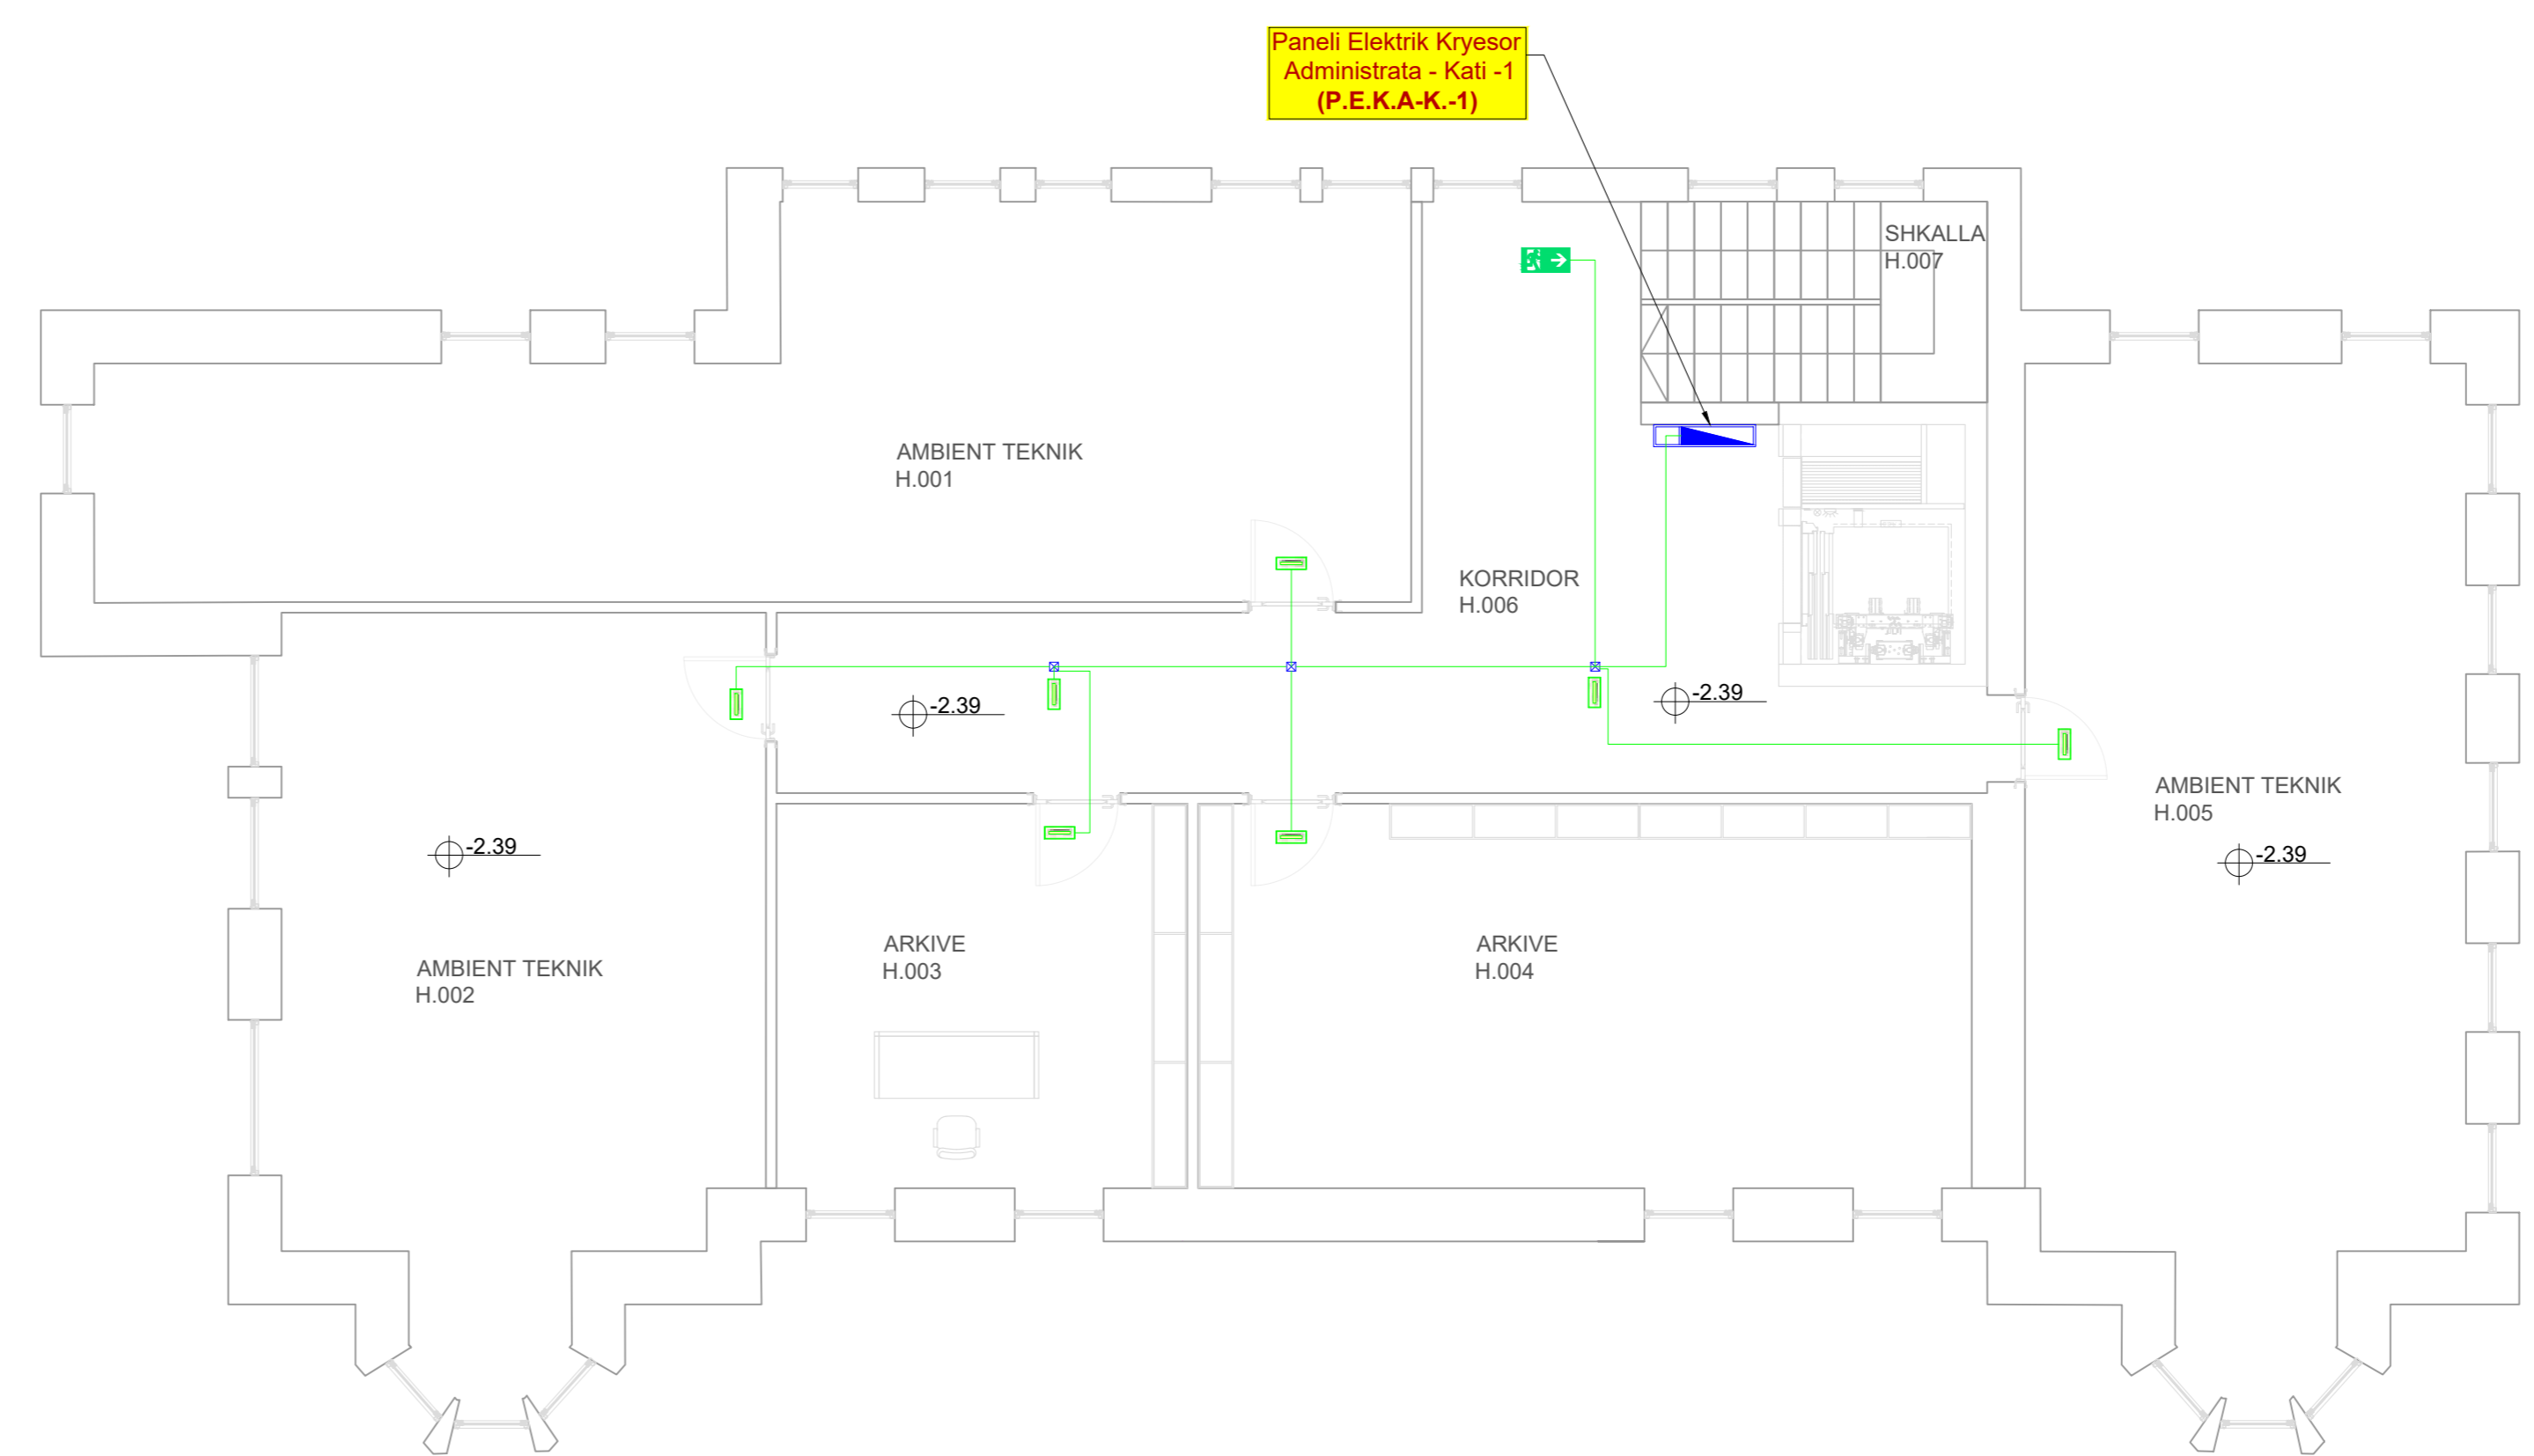 Paneli Elektrik Kryesor
Administrata - Kati -1
(P.E.K.A-K.-1)
SHKALLA
H.007
AMBIENT TEKNIK
H.001
KORRIDOR
H.006
-2.39
-2.39
AMBIENT TEKNIK
H.005
-2.39
-2.39
AMBIENT TEKNIK
H.002
ARKIVE
H.003
ARKIVE
H.004